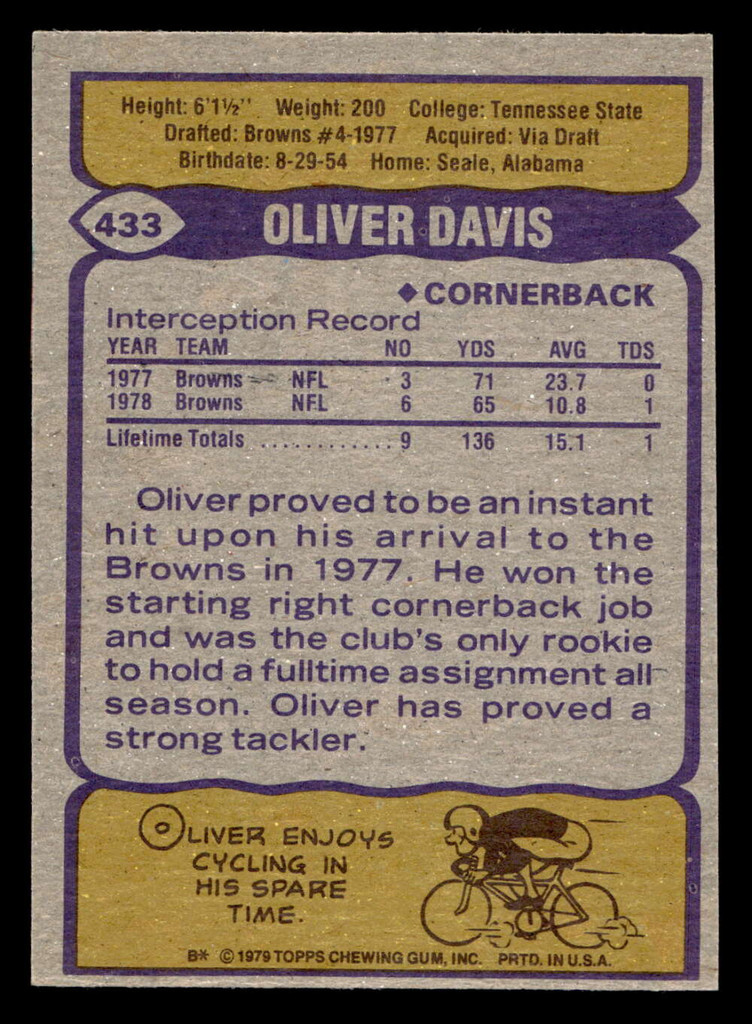 Height: 6'1½" Weight: 200 College: Tennessee State
Drafted: Browns #4-1977 Acquired: Via Draft
Birthdate: 8-29-54 Home: Seale, Alabama
433 OLIVER DAVIS
◆ CORNERBACK
Interception Record
YEAR TEAM NO YDS AVG TDS
1977 Browns NFL 3 71 23.7 0
1978 Browns NFL 6 65 10.8 1
Lifetime Totals ............ 9 136 15.1 1
Oliver proved to be an instant
hit upon his arrival to the
Browns in 1977. He won the
starting right cornerback job
and was the club's only rookie
to hold a fulltime assignment all
season. Oliver has proved a
strong tackler.
OLIVER ENJOYS
CYCLING IN
HIS SPARE
TIME.
B* © 1979 TOPPS CHEWING GUM, INC. PRTD. IN U.S.A.